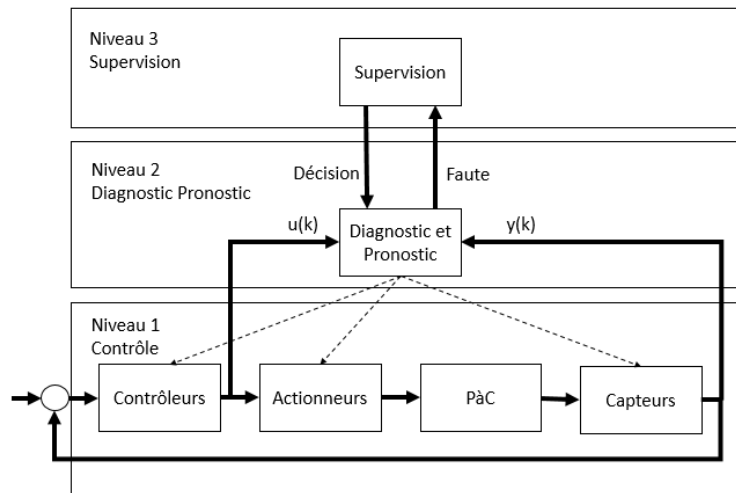 Niveau 3
Supervision
Supervision
Niveau 2
Diagnostic Pronostic
Décision
Faute
u(k)
Diagnostic et
Pronostic
y(k)
Niveau 1
Contrôle
Contrôleurs
Actionneurs
PàC
Capteurs